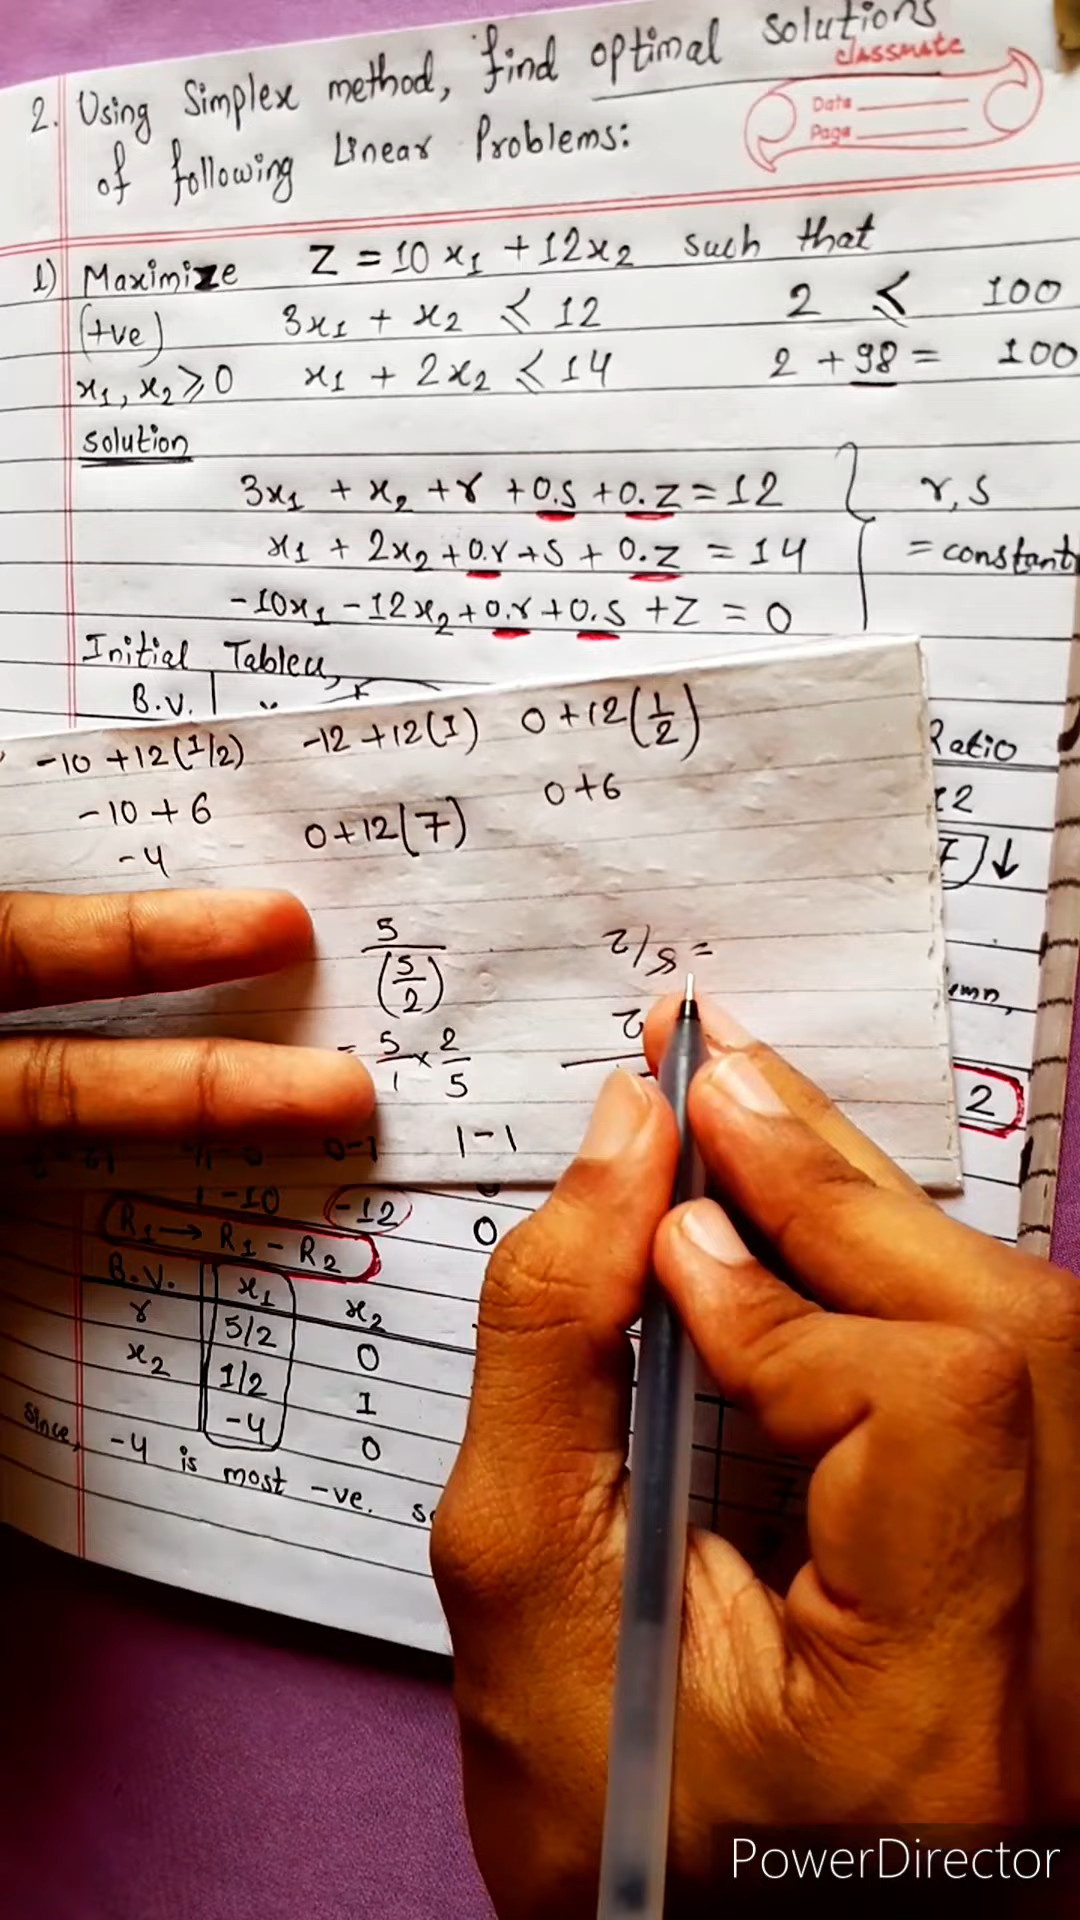 2. Using Simplex method, find optimal solutions
of following Linear Problems:
classmate
Date
Page
1) Maximize Z = 10x₁ + 12x₂ such that
(+ve) 3x₁ + x₂ ≤ 12 2 ≤ 100
x₁, x₂ ≥ 0 x₁ + 2x₂ ≤ 14 2 + 98 = 100
Solution
3x₁ + x₂ + r + 0.s + 0.z = 12 r, s
x₁ + 2x₂ + 0.r + s + 0.z = 14 = constant
-10x₁ - 12x₂ + 0.r + 0.s + z = 0
Initial Tableu,
B.V.
Ratio
-10 + 12(1/2) -12 + 12(1) 0 + 12(1/2)
-10 + 6 0 + 12(7) 0 + 6
-4
7 ↓
5/(5/2)
= 5/1 × 2/5
2
0-1 1-1
-10 -12 0
R₁ → R₁ - R₂
B.V. x₁ x₂
r 5/2 0
x₂ 1/2 1
-4 0
Since, -4 is most -ve.
PowerDirector